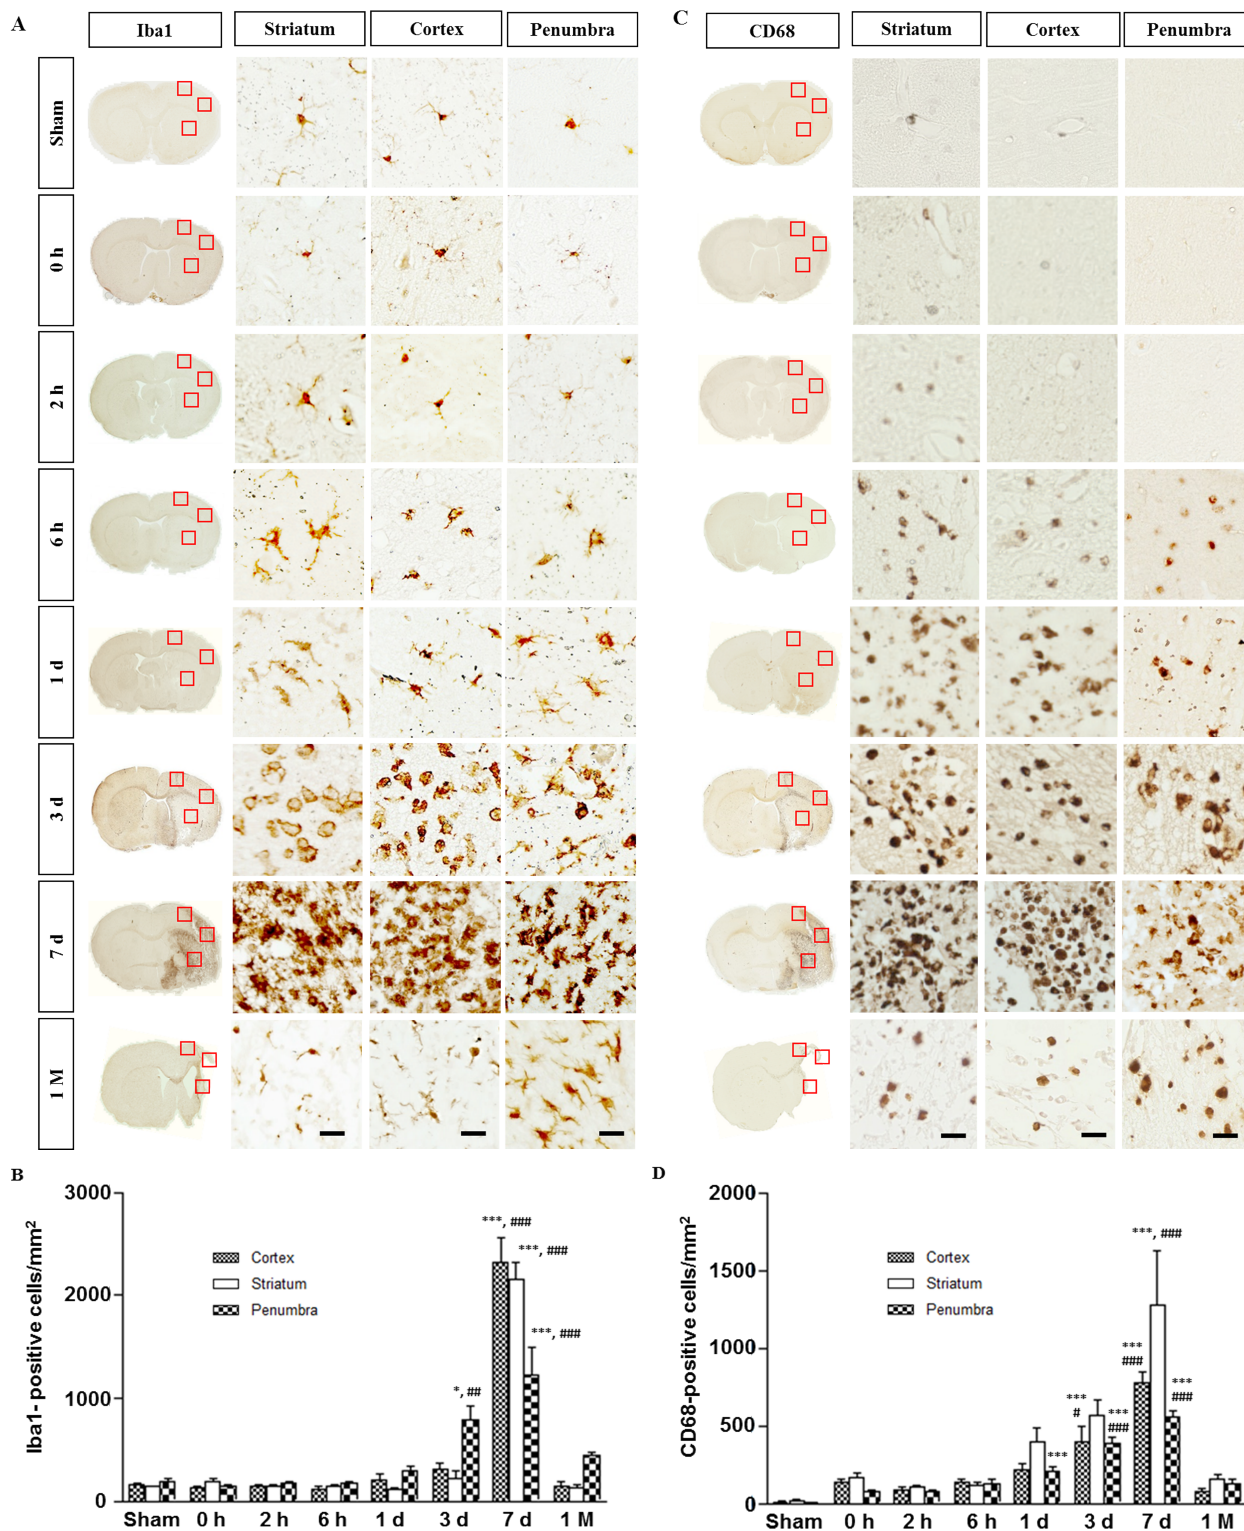 A
Iba1
Striatum
Cortex
Penumbra
C
CD68
Striatum
Cortex
Penumbra
Sham
0 h
2 h
6 h
1 d
3 d
7 d
1 M
B
Iba1- positive cells/mm2
3000
2000
1000
0
Cortex
Striatum
Penumbra
*, ##
***, ###
***, ###
***, ###
Sham 0 h 2 h 6 h 1 d 3 d 7 d 1 M
D
CD68-positive cells/mm2
2000
1500
1000
500
0
Cortex
Striatum
Penumbra
***
***
#
***
###
***
###
***, ###
***
###
Sham 0 h 2 h 6 h 1 d 3 d 7 d 1 M